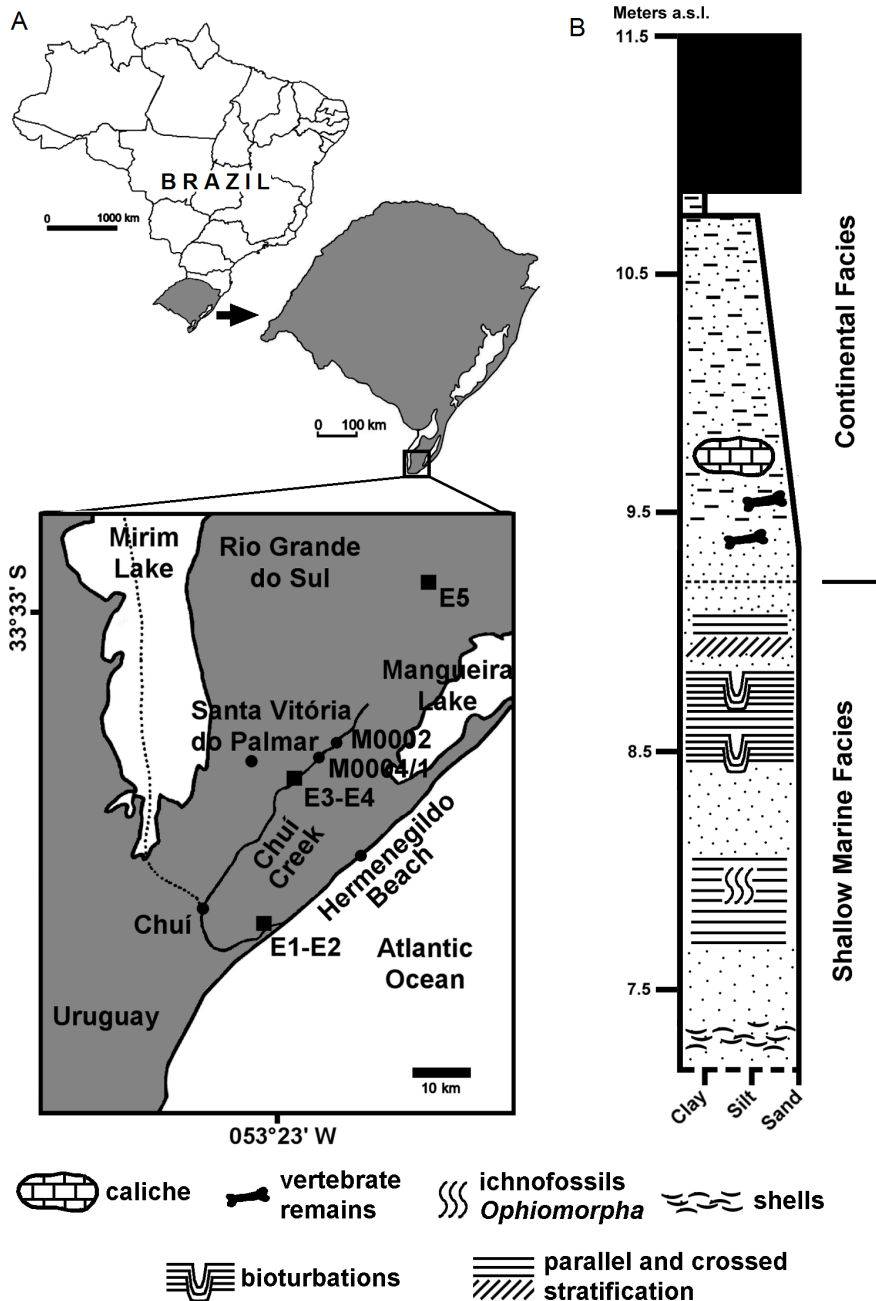 A
BRAZIL
0 1000 km
0 100 km
Mirim
Lake
Rio Grande
do Sul
E5
33°33' S
Mangueira
Lake
Santa Vitória
do Palmar
M0002
M0004/1
E3-E4
Chuí
Creek
Hermenegildo
Beach
Chuí
E1-E2
Atlantic
Ocean
Uruguay
10 km
053°23' W
B
Meters a.s.l.
11.5
10.5
9.5
8.5
7.5
Continental Facies
Shallow Marine Facies
Clay
Silt
Sand
caliche
vertebrate
remains
ichnofossils
Ophiomorpha
shells
bioturbations
parallel and crossed
stratification